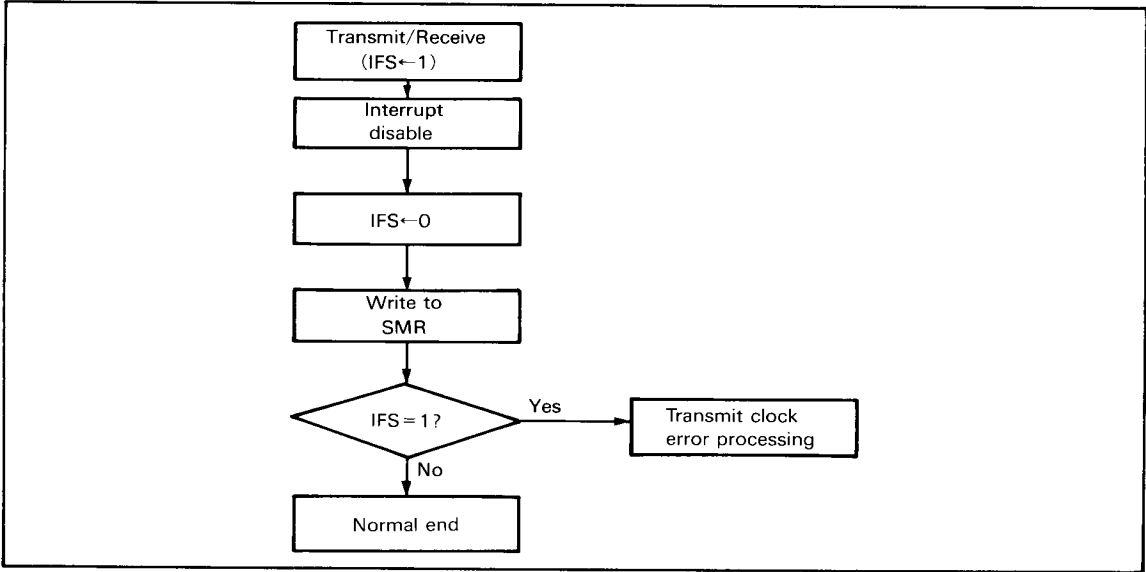 Transmit/Receive
(IFS←1)
Interrupt
disable
IFS←0
Write to
SMR
IFS=1?
Yes
Transmit clock
error processing
No
Normal end